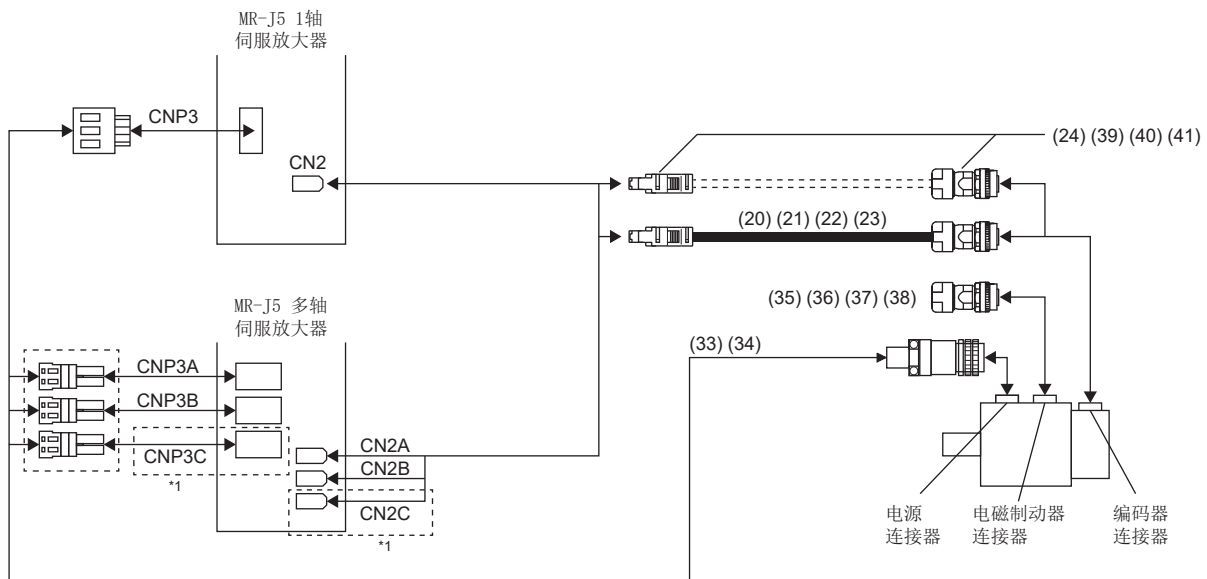 MR-J5 1轴
伺服放大器
CNP3
CN2
(24) (39) (40) (41)
(20) (21) (22) (23)
(35) (36) (37) (38)
(33) (34)
MR-J5 多轴
伺服放大器
CNP3A
CNP3B
CNP3C
*1
CN2A
CN2B
CN2C
*1
电源
连接器
电磁制动器
连接器
编码器
连接器